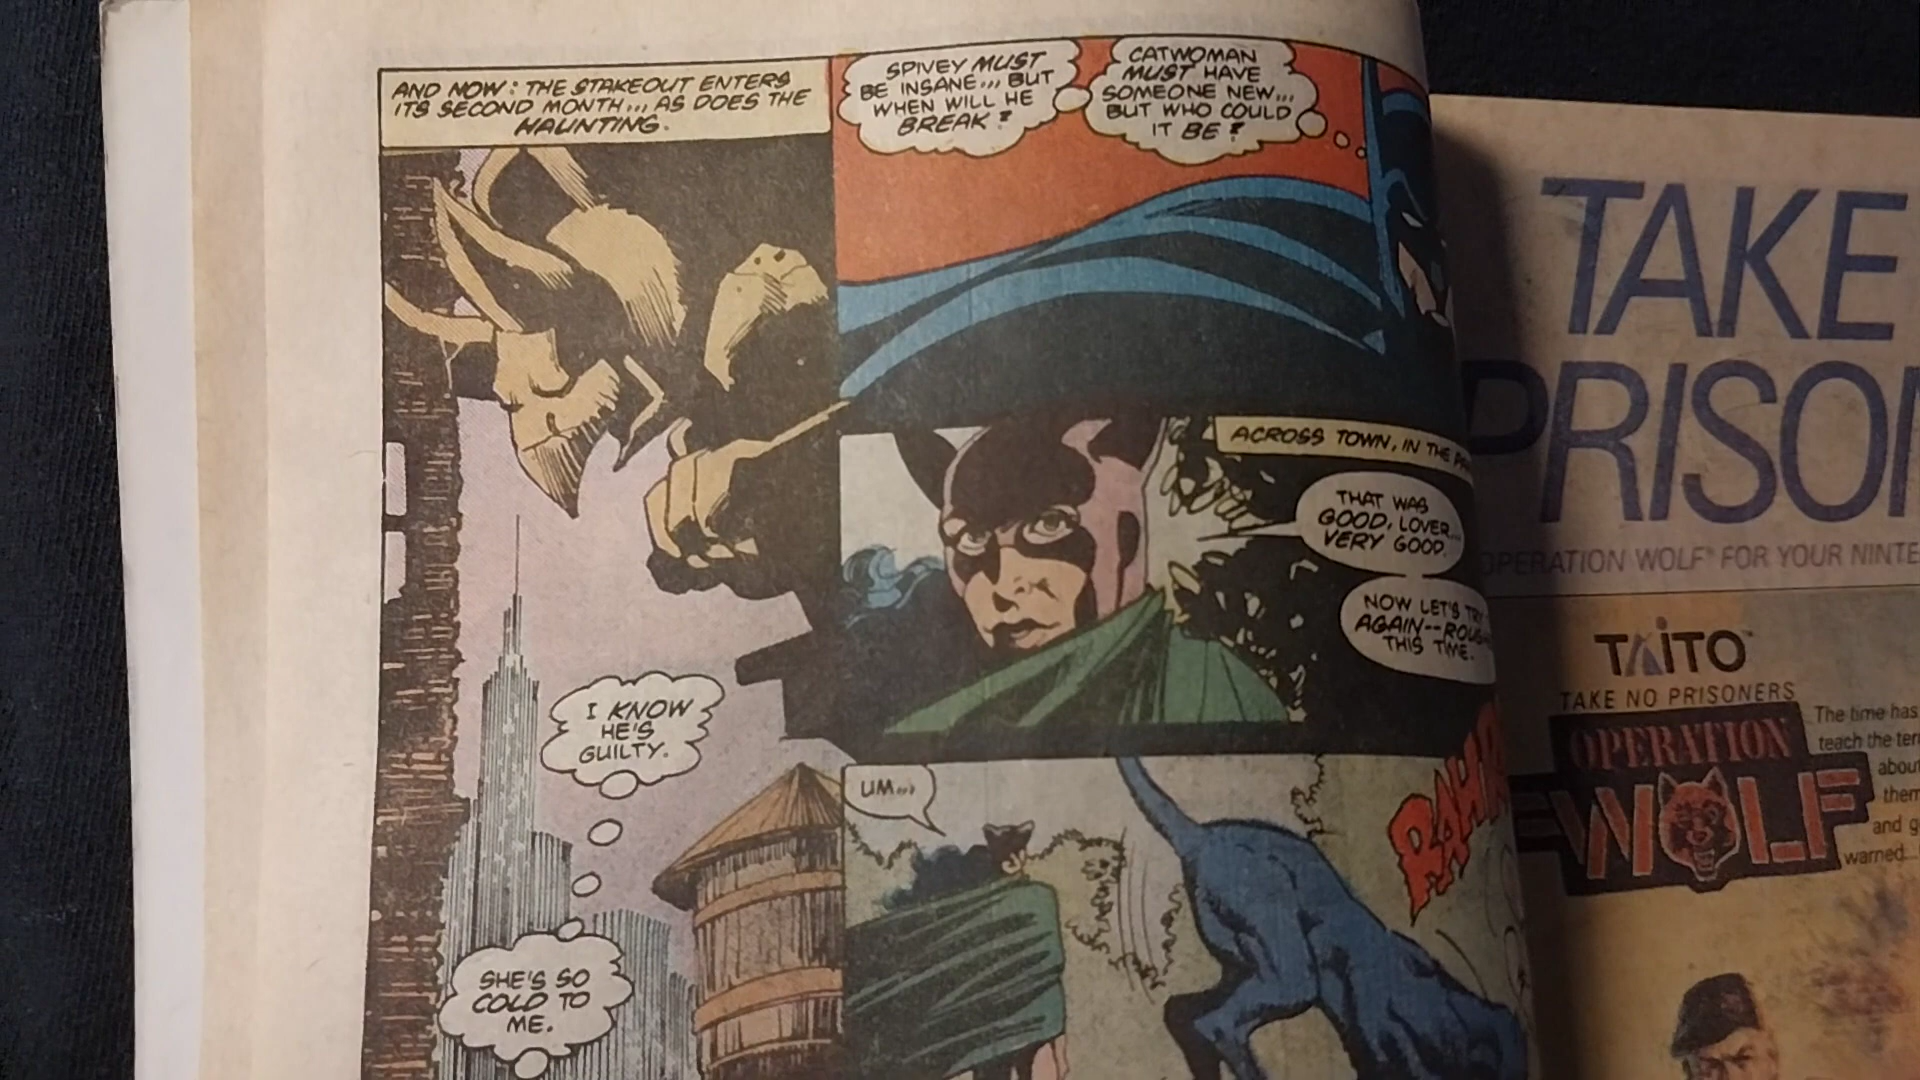 AND NOW: THE STAKEOUT ENTERS
ITS SECOND MONTH... AS DOES THE
HAUNTING.
I KNOW
HE'S
GUILTY.
SHE'S SO
COLD TO
ME.
SPIVEY MUST
BE INSANE... BUT
WHEN WILL HE
BREAK?
CATWOMAN
MUST HAVE
SOMEONE NEW...
BUT WHO COULD
IT BE?
ACROSS TOWN, IN THE
THAT WAS
GOOD, LOVER...
VERY GOOD.
NOW LET'S TRY
AGAIN--
THIS TIME.
UM...
TAKE
PRISON
OPERATION WOLF FOR YOUR NINTE
TAITO
TAKE NO PRISONERS
OPERATION
WOLF
The time has
teach the
about
them
and
warned...